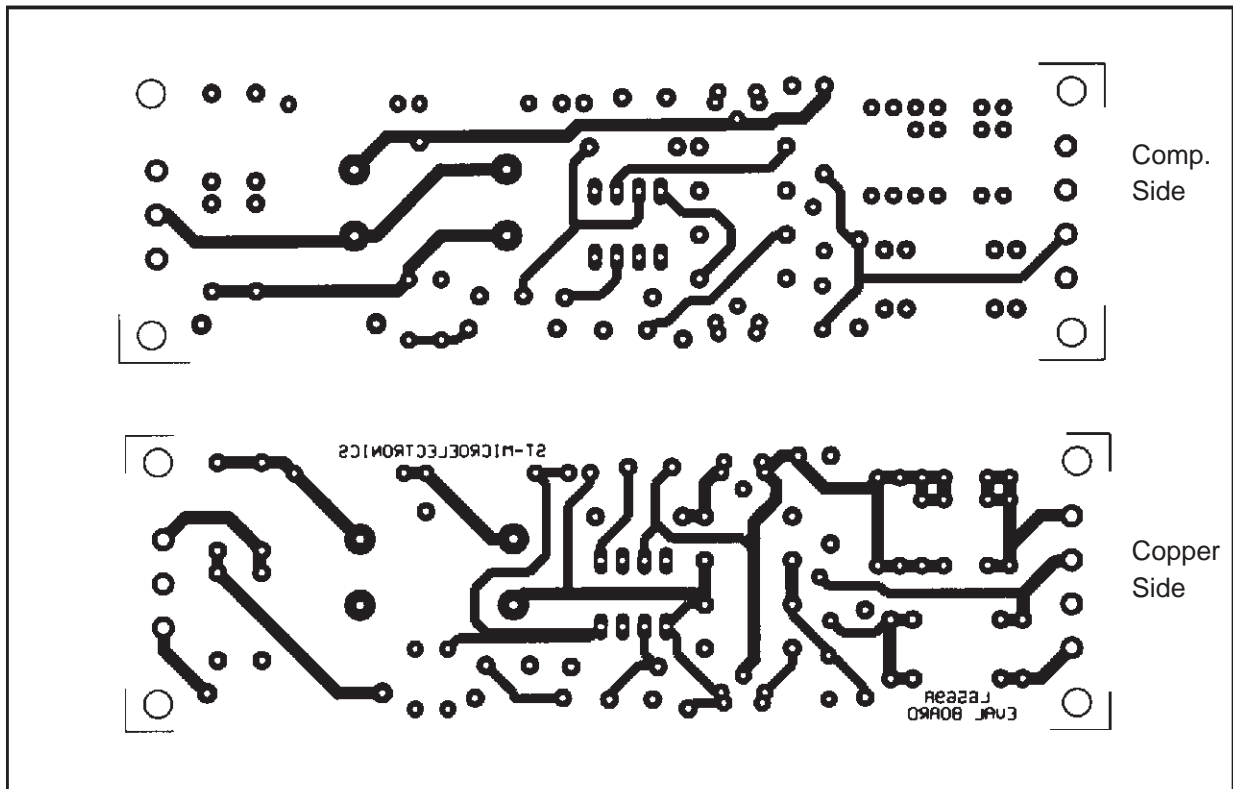 Comp.
Side
ST-MICROELECTRONICS
Copper
Side
L6569A
EVAL BOARD